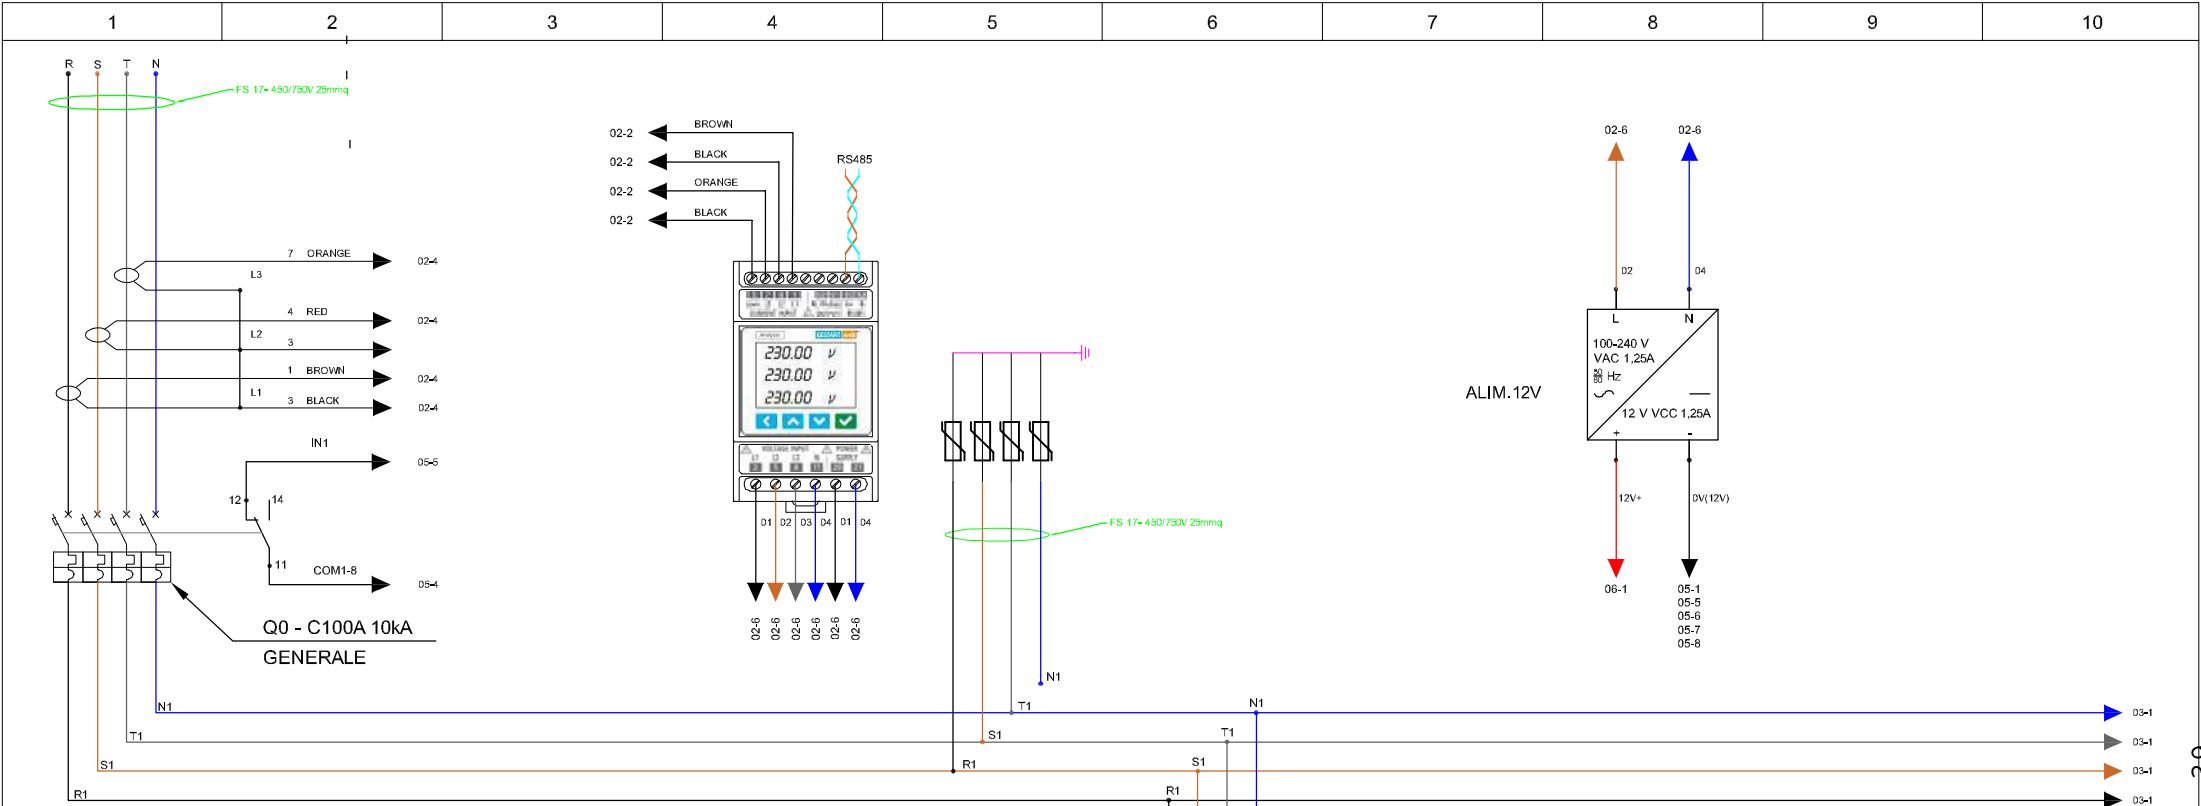 1 2 3 4 5 6 7 8 9 10
R S T N
FS 17- 450/750V 25mmq
7 ORANGE 02-4
L3
4 RED 02-4
L2
3
1 BROWN 02-4
L1
3 BLACK 02-4
IN1
05-5
12 14
11
COM1-8
05-4
Q0 - C100A 10kA
GENERALE
02-2 BROWN
02-2 BLACK
02-2 ORANGE
02-2 BLACK
RS485
230.00 V
230.00 V
230.00 V
VOLTAGE INPUT POWER SUPPLY
L1 L2 L3 N
01 02 03 04 01 04
02-6 02-6 02-6 02-6 02-6 02-6
FS 17- 450/750V 25mmq
N1
02-6 02-6
02 04
L N
100-240 V
VAC 1,25A
Hz
ALIM.12V
12 V VCC 1,25A
+ -
12V+ 0V(12V)
06-1 05-1
05-5
05-6
05-7
05-8
N1 T1 N1 03-1
T1 S1 T1 03-1
S1 R1 S1 03-1
R1 R1 03-1